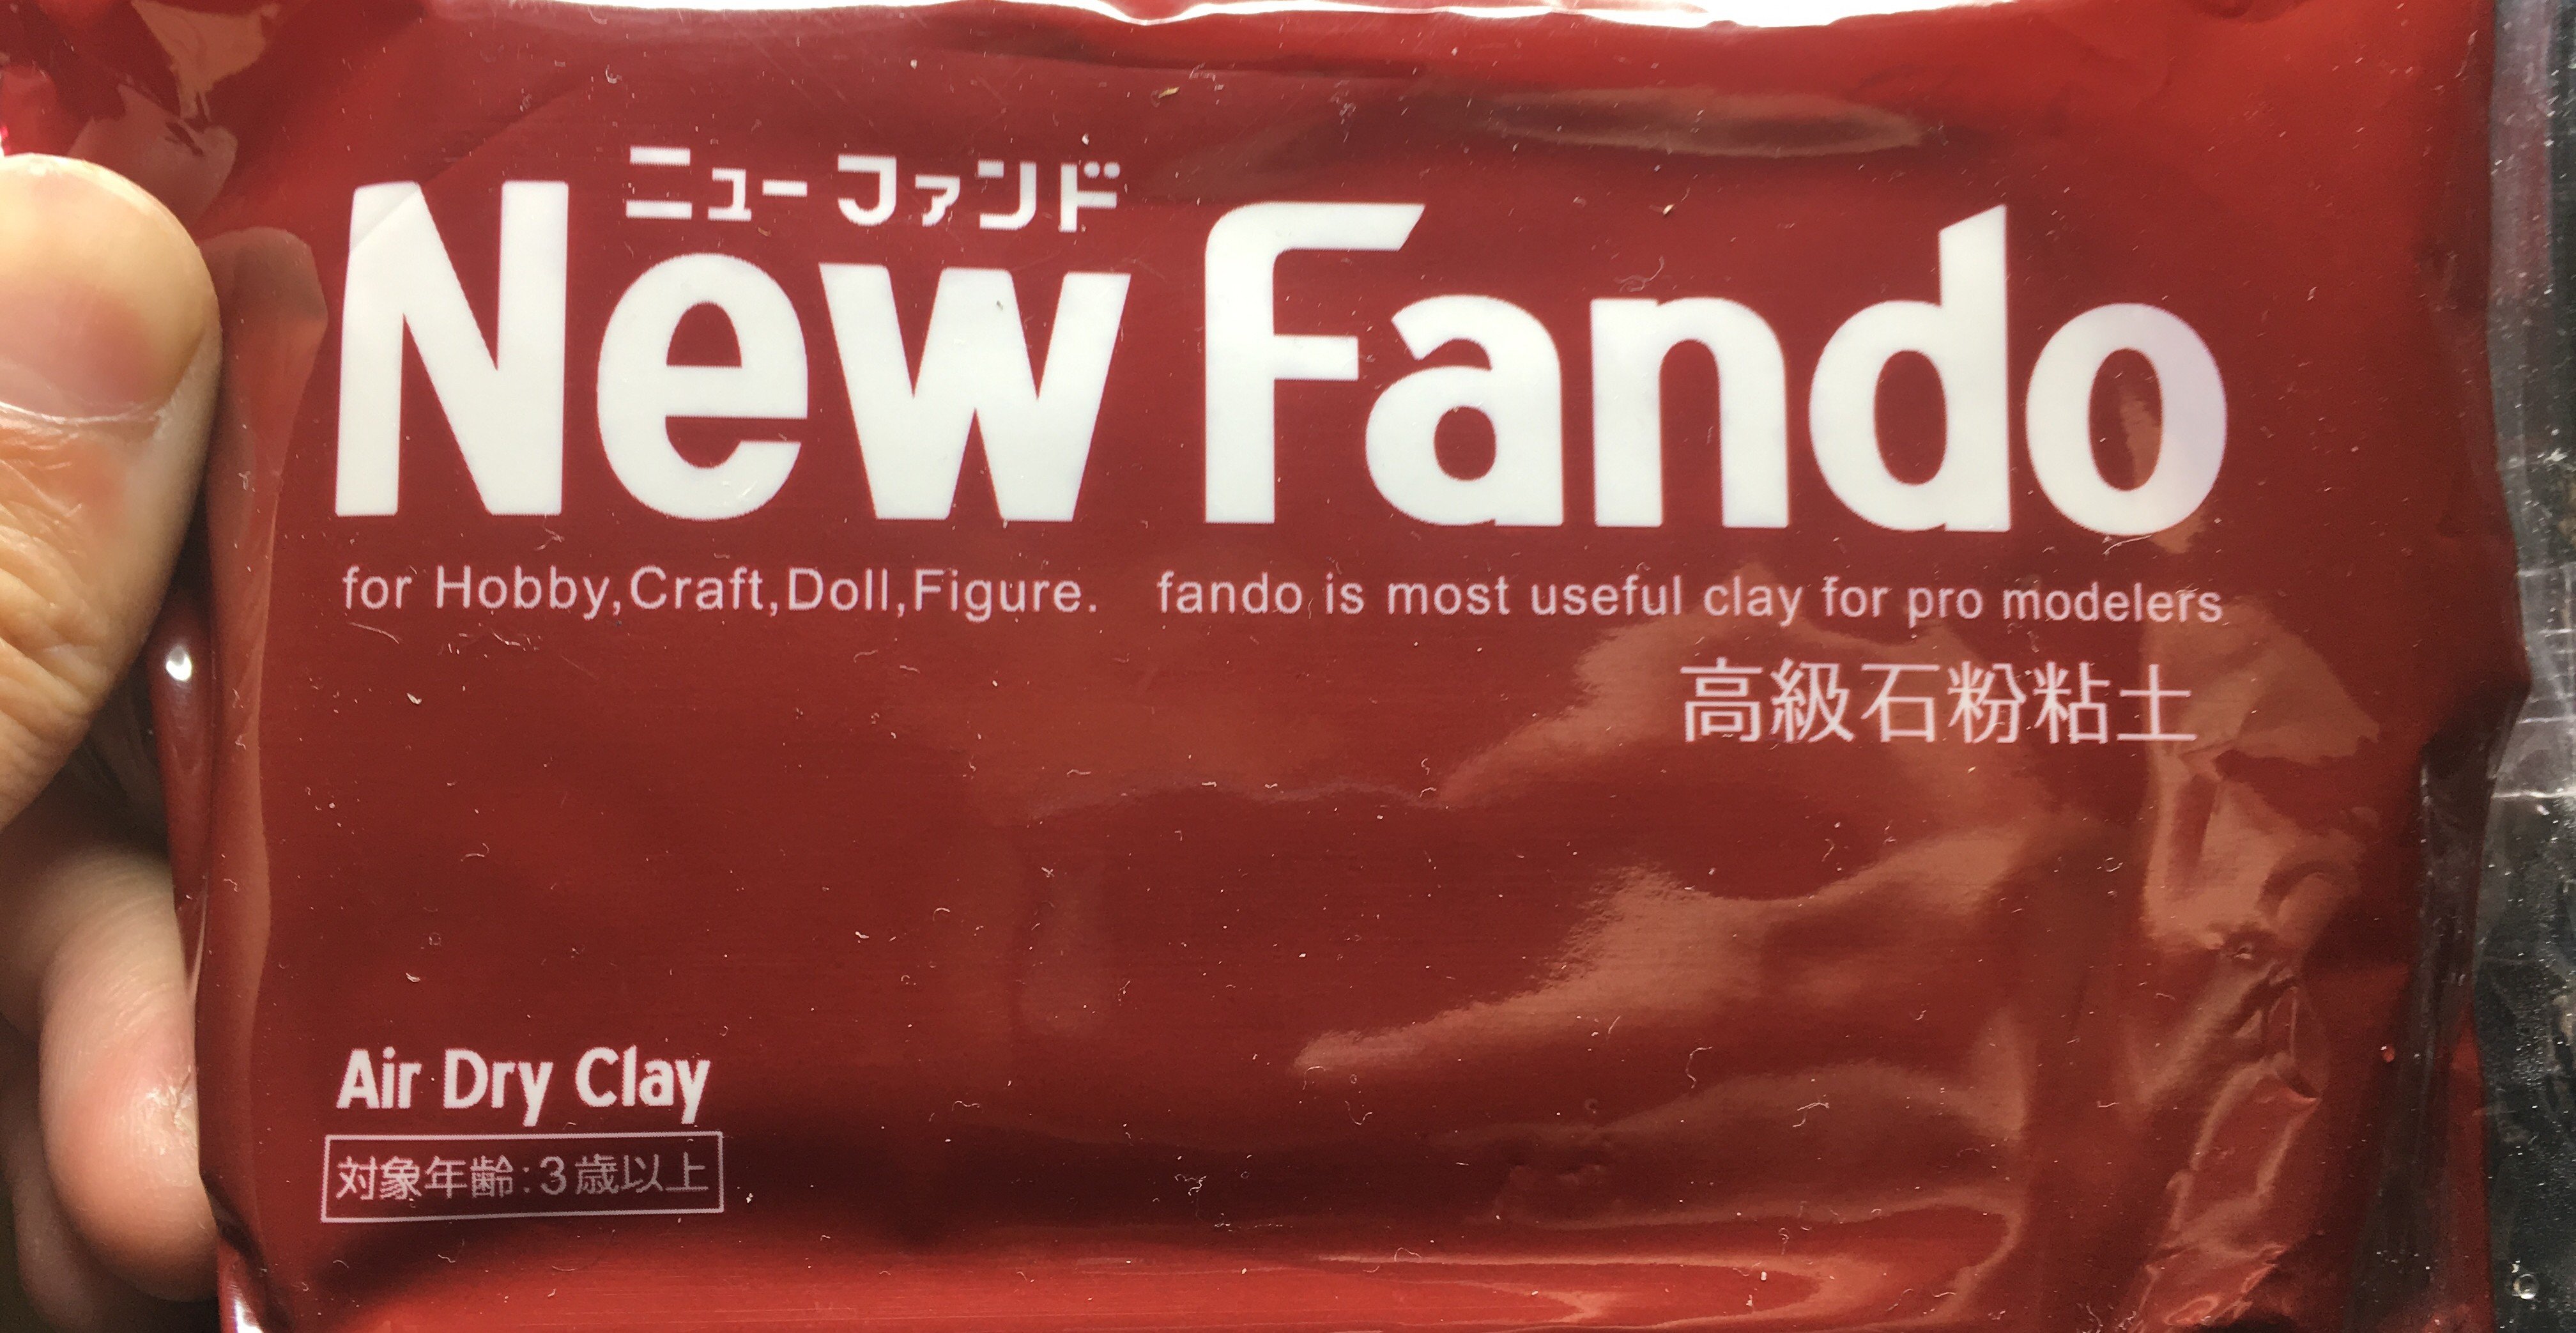 ニューファンド
New Fando
for Hobby,Craft,Doll,Figure. fando is most useful clay for pro modelers
高級石粉粘土
Air Dry Clay
対象年齢:3歳以上